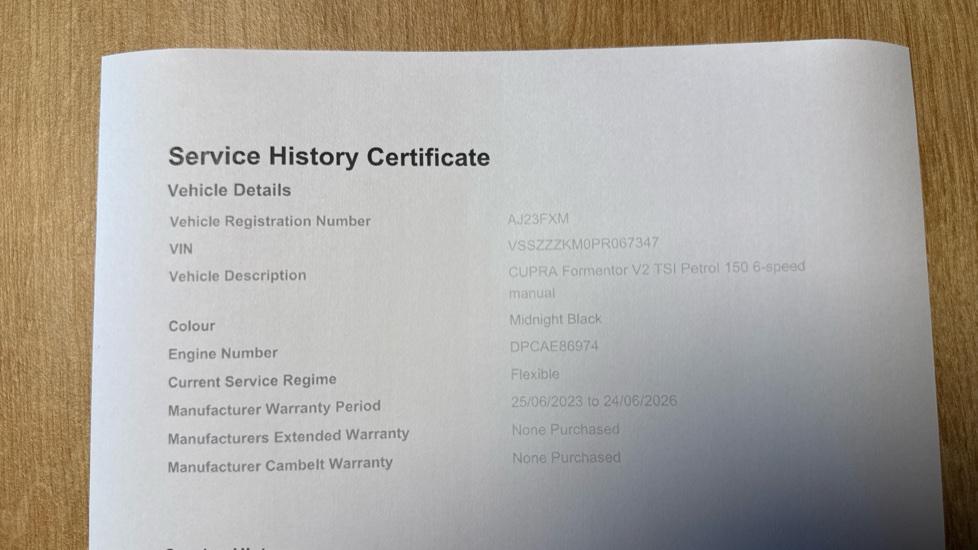 Service History Certificate
Vehicle Details
Vehicle Registration Number AJ23FXM
VIN VSSZZZKM0PR067347
Vehicle Description CUPRA Formentor V2 TSI Petrol 150 6-speed
manual
Colour Midnight Black
Engine Number DPCAE86974
Current Service Regime Flexible
Manufacturer Warranty Period 25/06/2023 to 24/06/2026
Manufacturers Extended Warranty None Purchased
Manufacturer Cambelt Warranty None Purchased